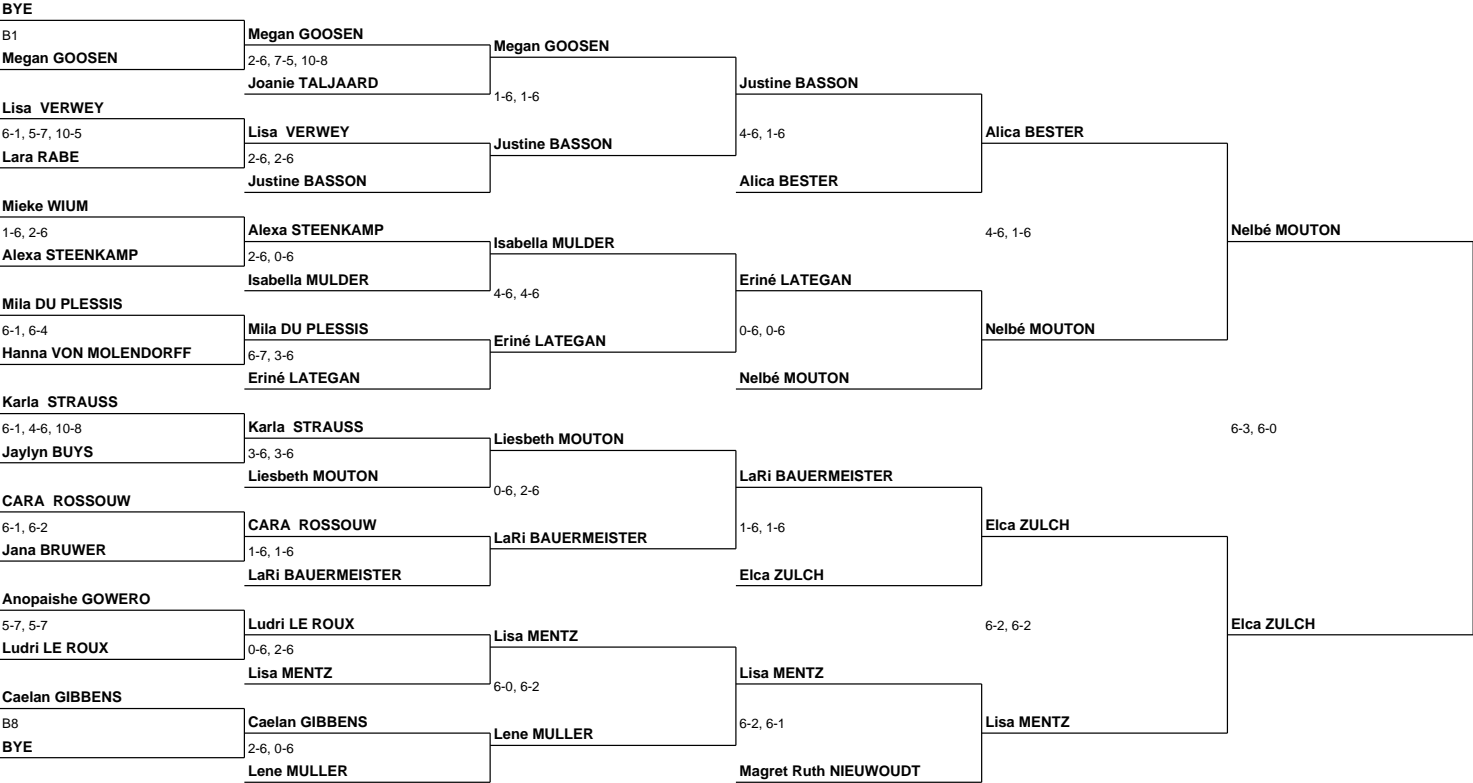 BYE
B1
Megan GOOSEN
Lisa VERWEY
6-1, 5-7, 10-5
Lara RABE
Mieke WIUM
1-6, 2-6
Alexa STEENKAMP
Mila DU PLESSIS
6-1, 6-4
Hanna VON MOLENDORFF
Karla STRAUSS
6-1, 4-6, 10-8
Jaylyn BUYS
CARA ROSSOUW
6-1, 6-2
Jana BRUWER
Anopaishe GOWERO
5-7, 5-7
Ludri LE ROUX
Caelan GIBBENS
B8
BYE
Megan GOOSEN
2-6, 7-5, 10-8
Joanie TALJAARD
Lisa VERWEY
2-6, 2-6
Justine BASSON
Alexa STEENKAMP
2-6, 0-6
Isabella MULDER
Mila DU PLESSIS
6-7, 3-6
Eriné LATEGAN
Karla STRAUSS
3-6, 3-6
Liesbeth MOUTON
CARA ROSSOUW
1-6, 1-6
LaRi BAUERMEISTER
Ludri LE ROUX
0-6, 2-6
Lisa MENTZ
Caelan GIBBENS
2-6, 0-6
Lene MULLER
Megan GOOSEN
1-6, 1-6
Justine BASSON
Isabella MULDER
4-6, 4-6
Eriné LATEGAN
Liesbeth MOUTON
0-6, 2-6
LaRi BAUERMEISTER
Lisa MENTZ
6-0, 6-2
Lene MULLER
Justine BASSON
4-6, 1-6
Alica BESTER
Eriné LATEGAN
0-6, 0-6
Nelbé MOUTON
LaRi BAUERMEISTER
1-6, 1-6
Elca ZULCH
Lisa MENTZ
6-2, 6-1
Magret Ruth NIEUWOUDT
Alica BESTER
4-6, 1-6
Nelbé MOUTON
Elca ZULCH
6-2, 6-2
Lisa MENTZ
Nelbé MOUTON
6-3, 6-0
Elca ZULCH